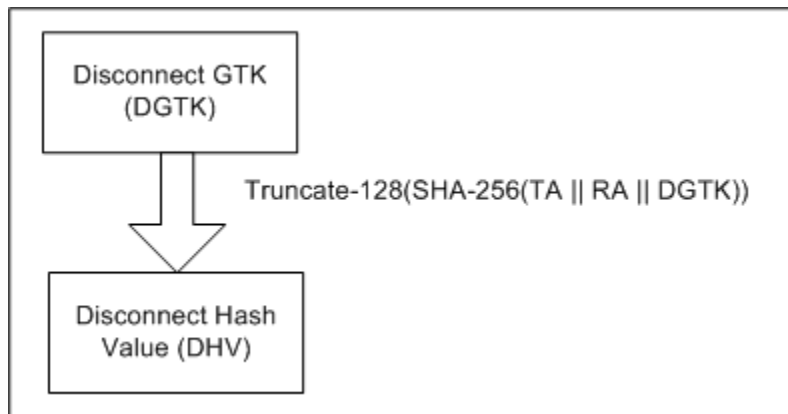 Disconnect GTK
(DGTK)
Truncate-128(SHA-256(TA || RA || DGTK))
Disconnect Hash
Value (DHV)